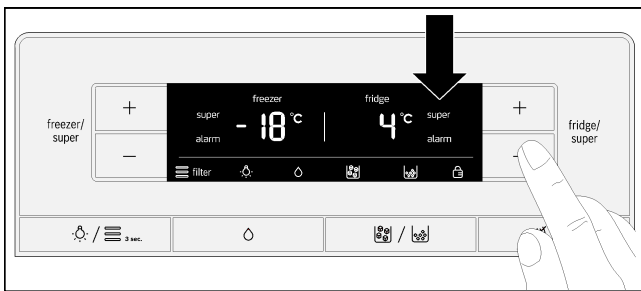 freezer fridge
super -18 °C 4 °C super
alarm alarm
filter
freezer/
super
+
−
+
fridge/
super
/ 3 sec.
/